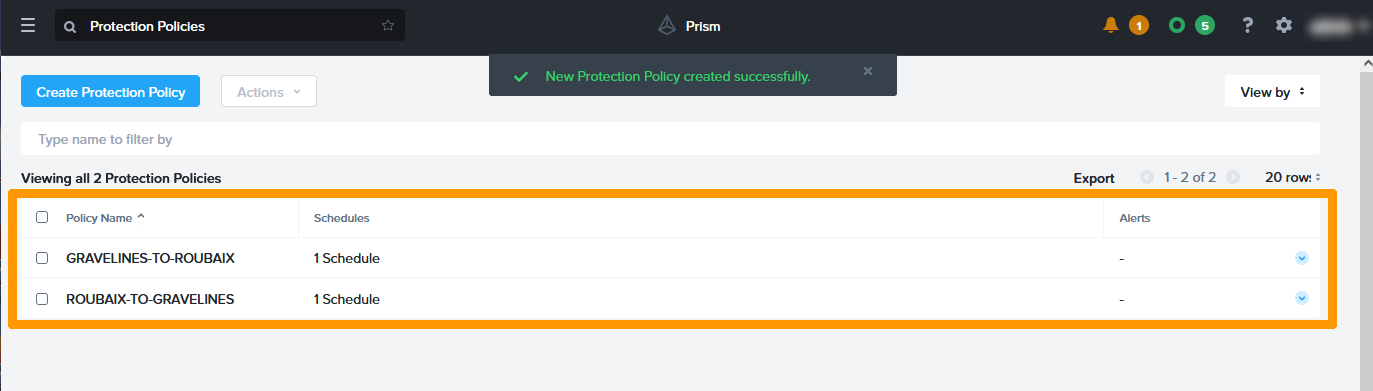 Protection Policies
Prism
1
5
?
New Protection Policy created successfully.
Create Protection Policy
Actions
View by
Type name to filter by
Viewing all 2 Protection Policies
Export
1 - 2 of 2
20 rows
Policy Name
Schedules
Alerts
GRAVELINES-TO-ROUBAIX
1 Schedule
-
ROUBAIX-TO-GRAVELINES
1 Schedule
-